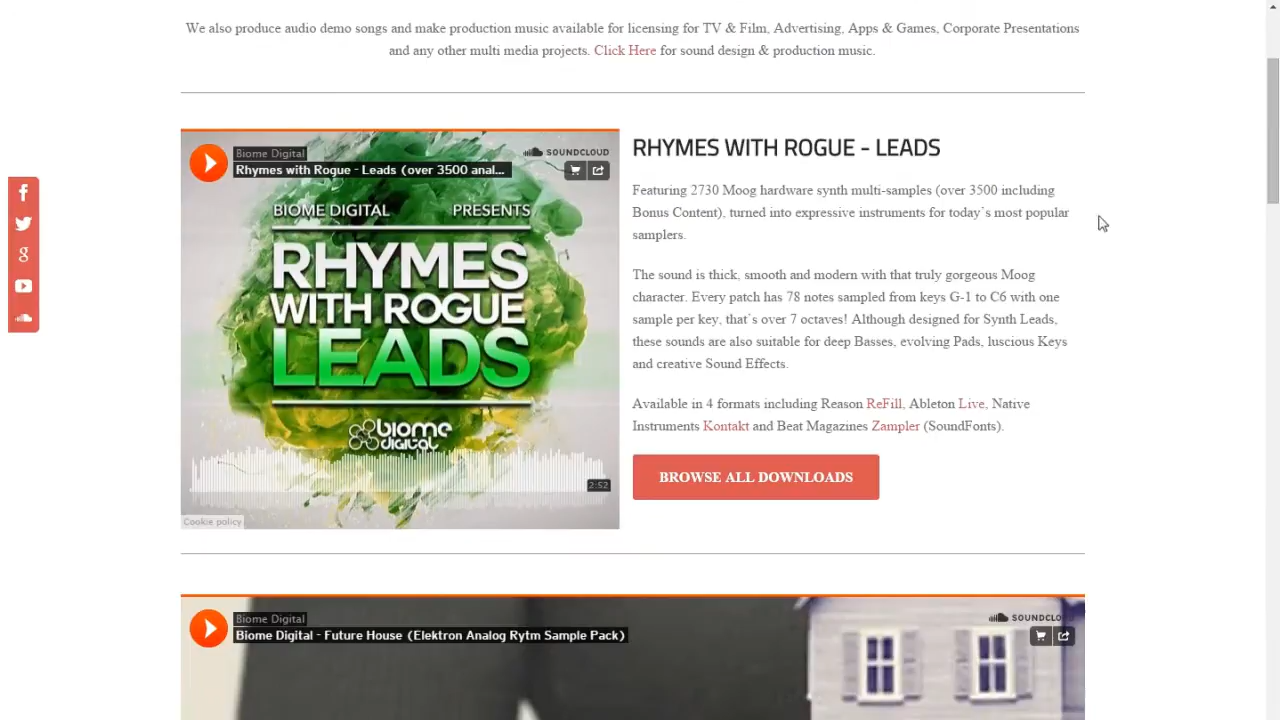 We also produce audio demo songs and make production music available for licensing for TV & Film, Advertising, Apps & Games, Corporate Presentations
and any other multi media projects. Click Here for sound design & production music.
Biome Digital
Rhymes with Rogue - Leads (over 3500 anal...
SOUNDCLOUD
BIOME DIGITAL PRESENTS
RHYMES
WITH ROGUE
LEADS
biome
digital
2:52
Cookie policy
RHYMES WITH ROGUE - LEADS
Featuring 2730 Moog hardware synth multi-samples (over 3500 including
Bonus Content), turned into expressive instruments for today`s most popular
samplers.
The sound is thick, smooth and modern with that truly gorgeous Moog
character. Every patch has 78 notes sampled from keys G-1 to C6 with one
sample per key, that`s over 7 octaves! Although designed for Synth Leads,
these sounds are also suitable for deep Basses, evolving Pads, luscious Keys
and creative Sound Effects.
Available in 4 formats including Reason ReFill, Ableton Live, Native
Instruments Kontakt and Beat Magazines Zampler (SoundFonts).
BROWSE ALL DOWNLOADS
Biome Digital
Biome Digital - Future House (Elektron Analog Rytm Sample Pack)
SOUNDCLOUD